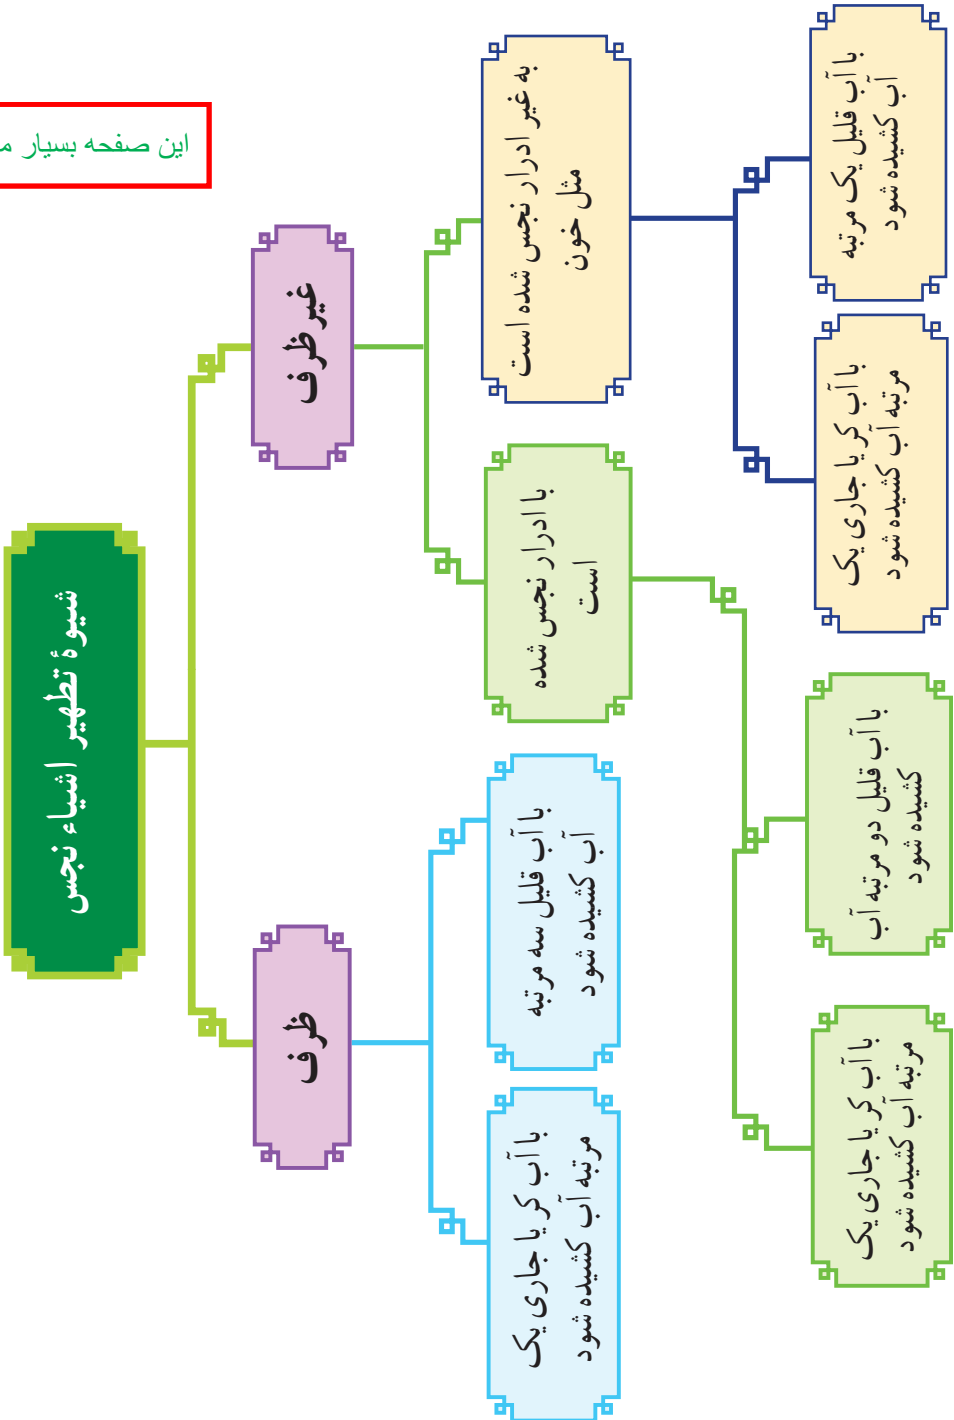 این صفحه بسیار
شیوهٔ تطهیر اشیاء نجس
غیر ظرف
ظرف
به غیر ادرار نجس شده است
مثل خون
با ادرار نجس شده
است
با آب قلیل سه مرتبه
آب کشیده شود
با آب کر یا جاری یک
مرتبه آب کشیده شود
با آب قلیل یک مرتبه
آب کشیده شود
با آب کر یا جاری یک
مرتبه آب کشیده شود
با آب قلیل دو مرتبه آب
کشیده شود
با آب کر یا جاری یک
مرتبه آب کشیده شود